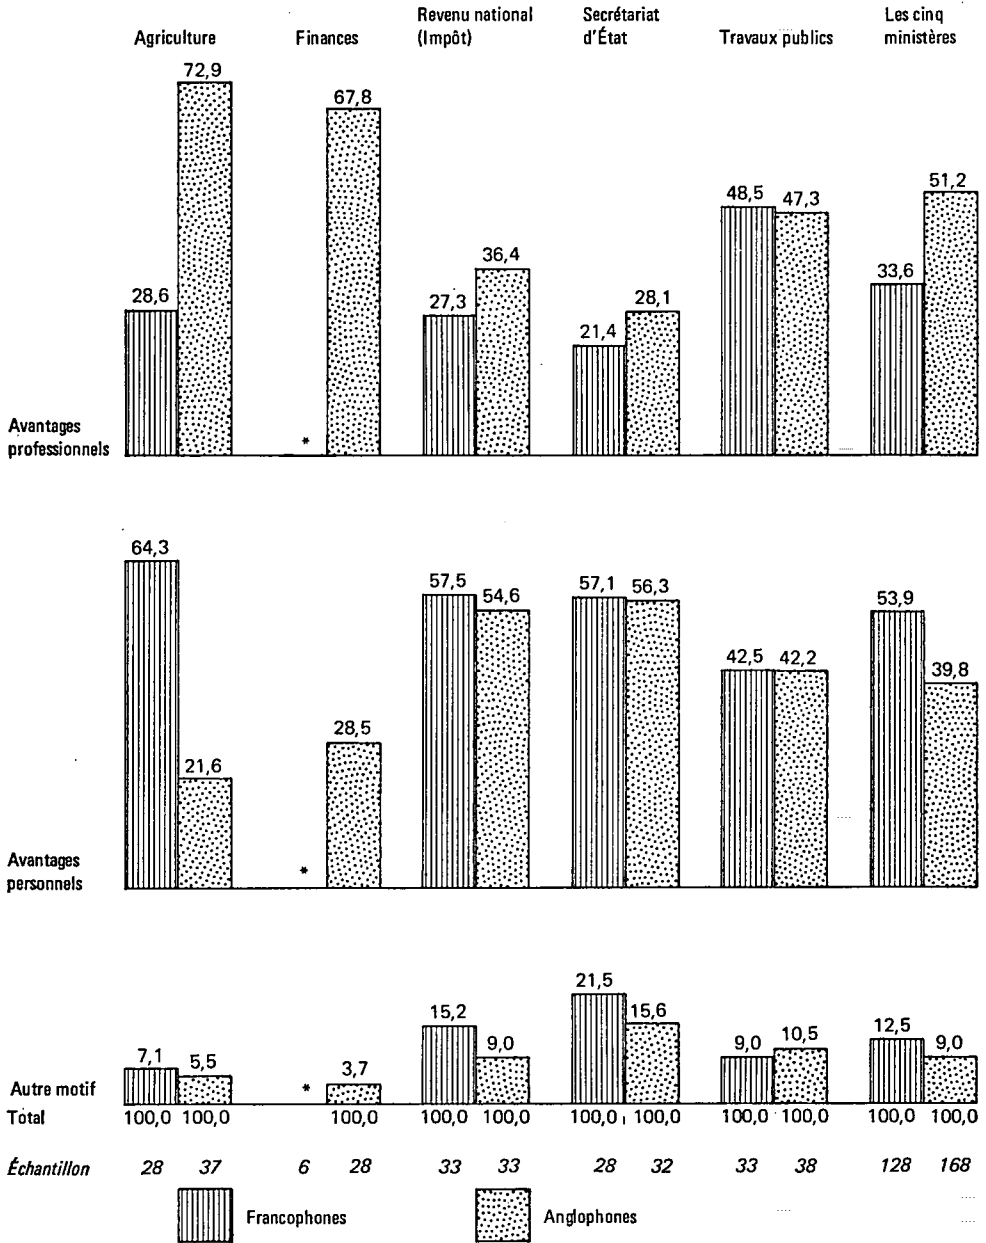 Revenu national Secrétariat Les cinq
Agriculture Finances (Impôt) d'État Travaux publics ministères
72,9
67,8
51,2
48,5 47,3
36,4
33,6
28,6 27,3 28,1
21,4
Avantages
professionnels *
64,3
57,5 54,6 57,1 56,3 53,9
42,5 42,2 39,8
28,5
21,6
Avantages
personnels *
21,5
15,2 15,6
12,5
7,1 5,5 3,7 9,0 9,0 10,5 9,0
Autre motif *
Total 100,0 100,0 100,0 100,0 100,0 100,0 100,0 100,0 100,0 100,0 100,0
Échantillon 28 37 6 28 33 33 28 32 33 38 128 168
Francophones Anglophones